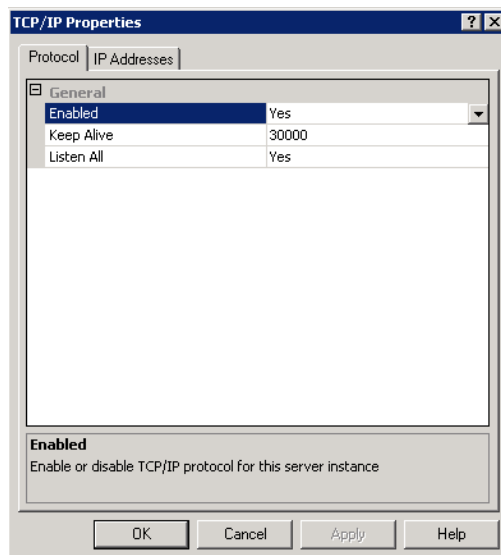 TCP/IP Properties
Protocol IP Addresses
General
Enabled Yes
Keep Alive 30000
Listen All Yes
Enabled
Enable or disable TCP/IP protocol for this server instance
OK Cancel Apply Help